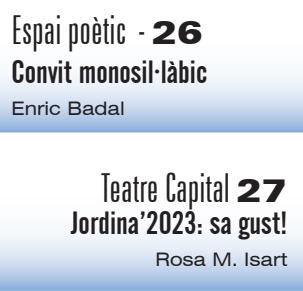 Espai poètic - 26
Convit monosil·làbic
Enric Badal
Teatre Capital 27
Jordina’2023: sa gust!
Rosa M. Isart